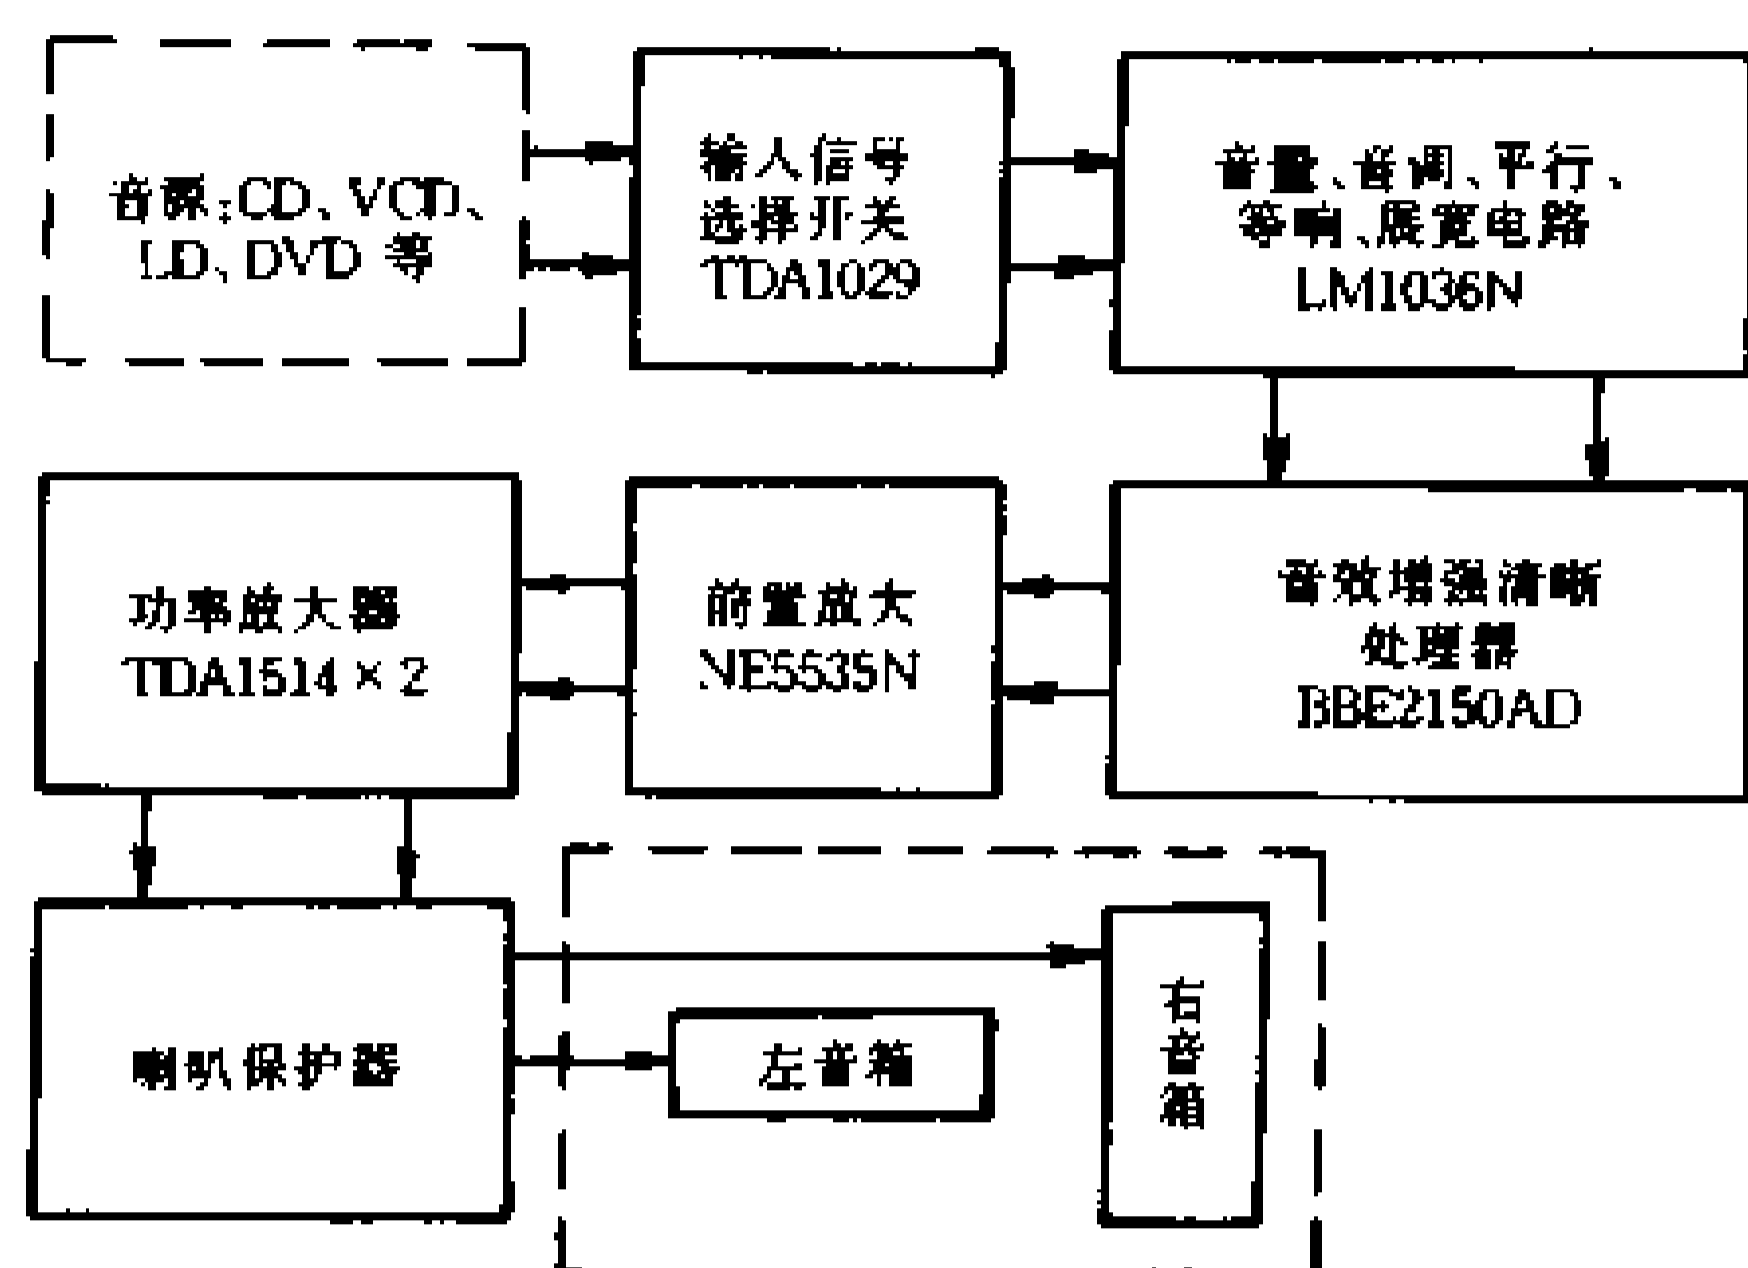 音源:CD、VCD、
LD、DVD 等
输入信号
选择开关
TDA1029
音量、音调、平行、
等响、展宽电路
LM1036N
功率放大器
TDA1514×2
前置放大
NE5535N
音效增强清晰
处理器
BBE2150AD
喇叭保护器
左音箱
右音箱